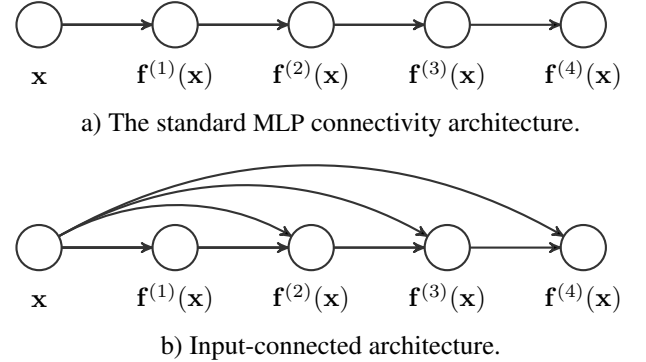 x f⁽¹⁾(x) f⁽²⁾(x) f⁽³⁾(x) f⁽⁴⁾(x)
a) The standard MLP connectivity architecture.
x f⁽¹⁾(x) f⁽²⁾(x) f⁽³⁾(x) f⁽⁴⁾(x)
b) Input-connected architecture.